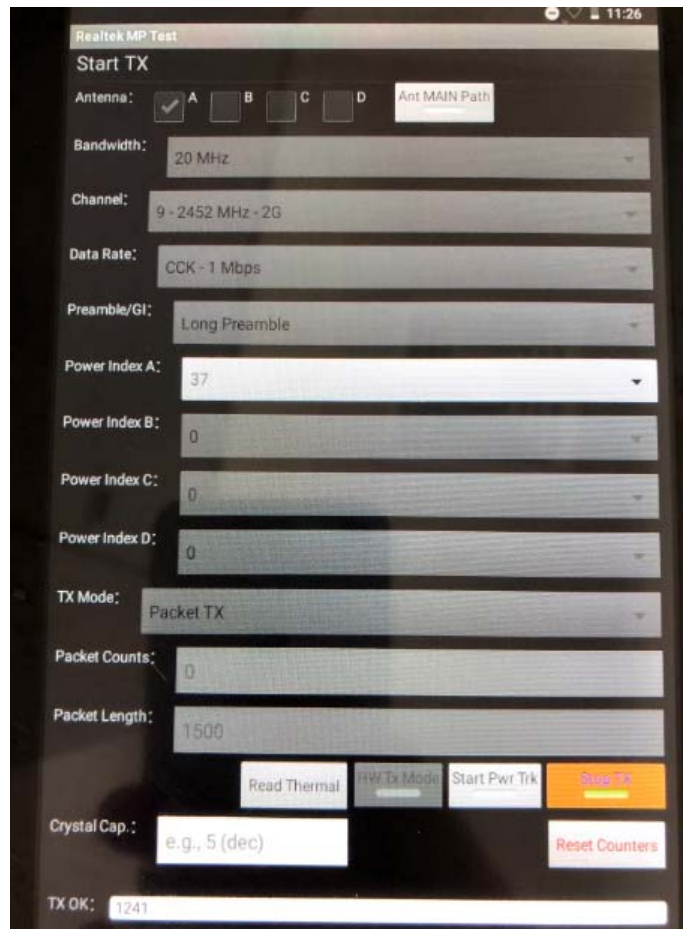 11:26
Realtek MP Test
Start TX
Antenna: A B C D Ant MAIN Path
Bandwidth: 20 MHz
Channel: 9 - 2452 MHz - 2G
Data Rate: CCK - 1 Mbps
Preamble/GI: Long Preamble
Power Index A: 37
Power Index B: 0
Power Index C: 0
Power Index D: 0
TX Mode: Packet TX
Packet Counts: 0
Packet Length: 1500
Read Thermal HW Tx Mode Start Pwr Trk Stop TX
Crystal Cap.: e.g., 5 (dec) Reset Counters
TX OK: 1241